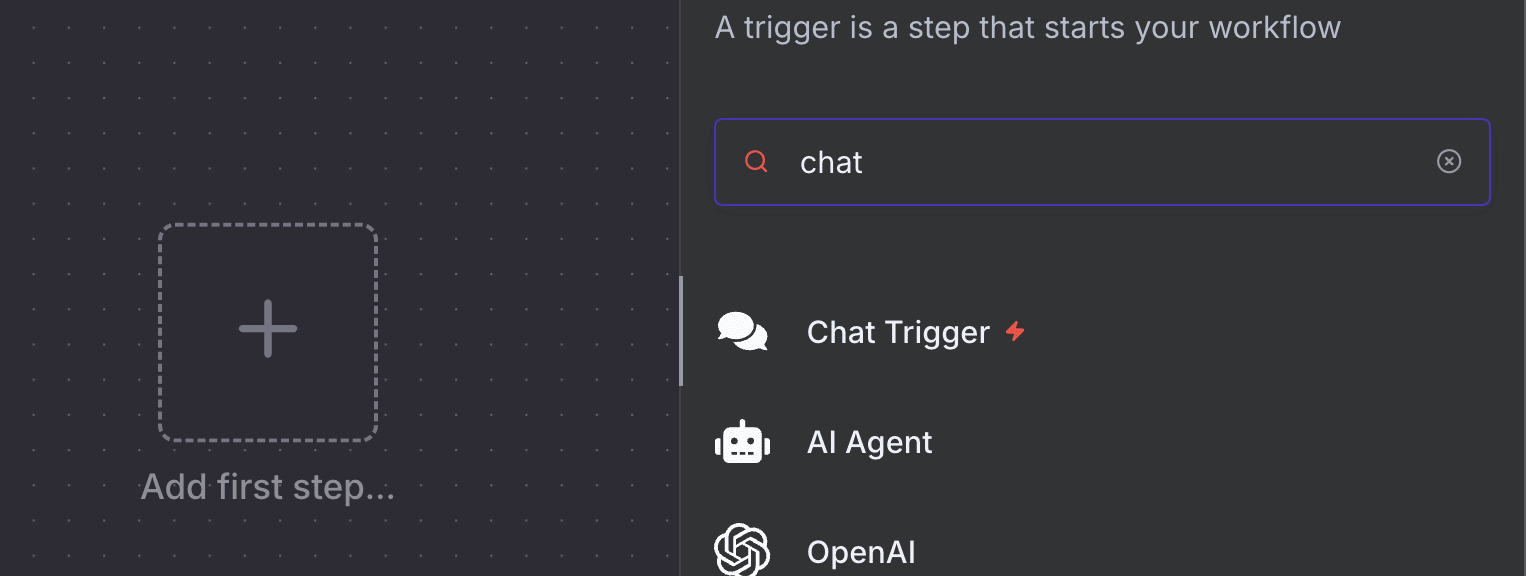 A trigger is a step that starts your workflow
chat
Chat Trigger
AI Agent
Add first step...
OpenAI